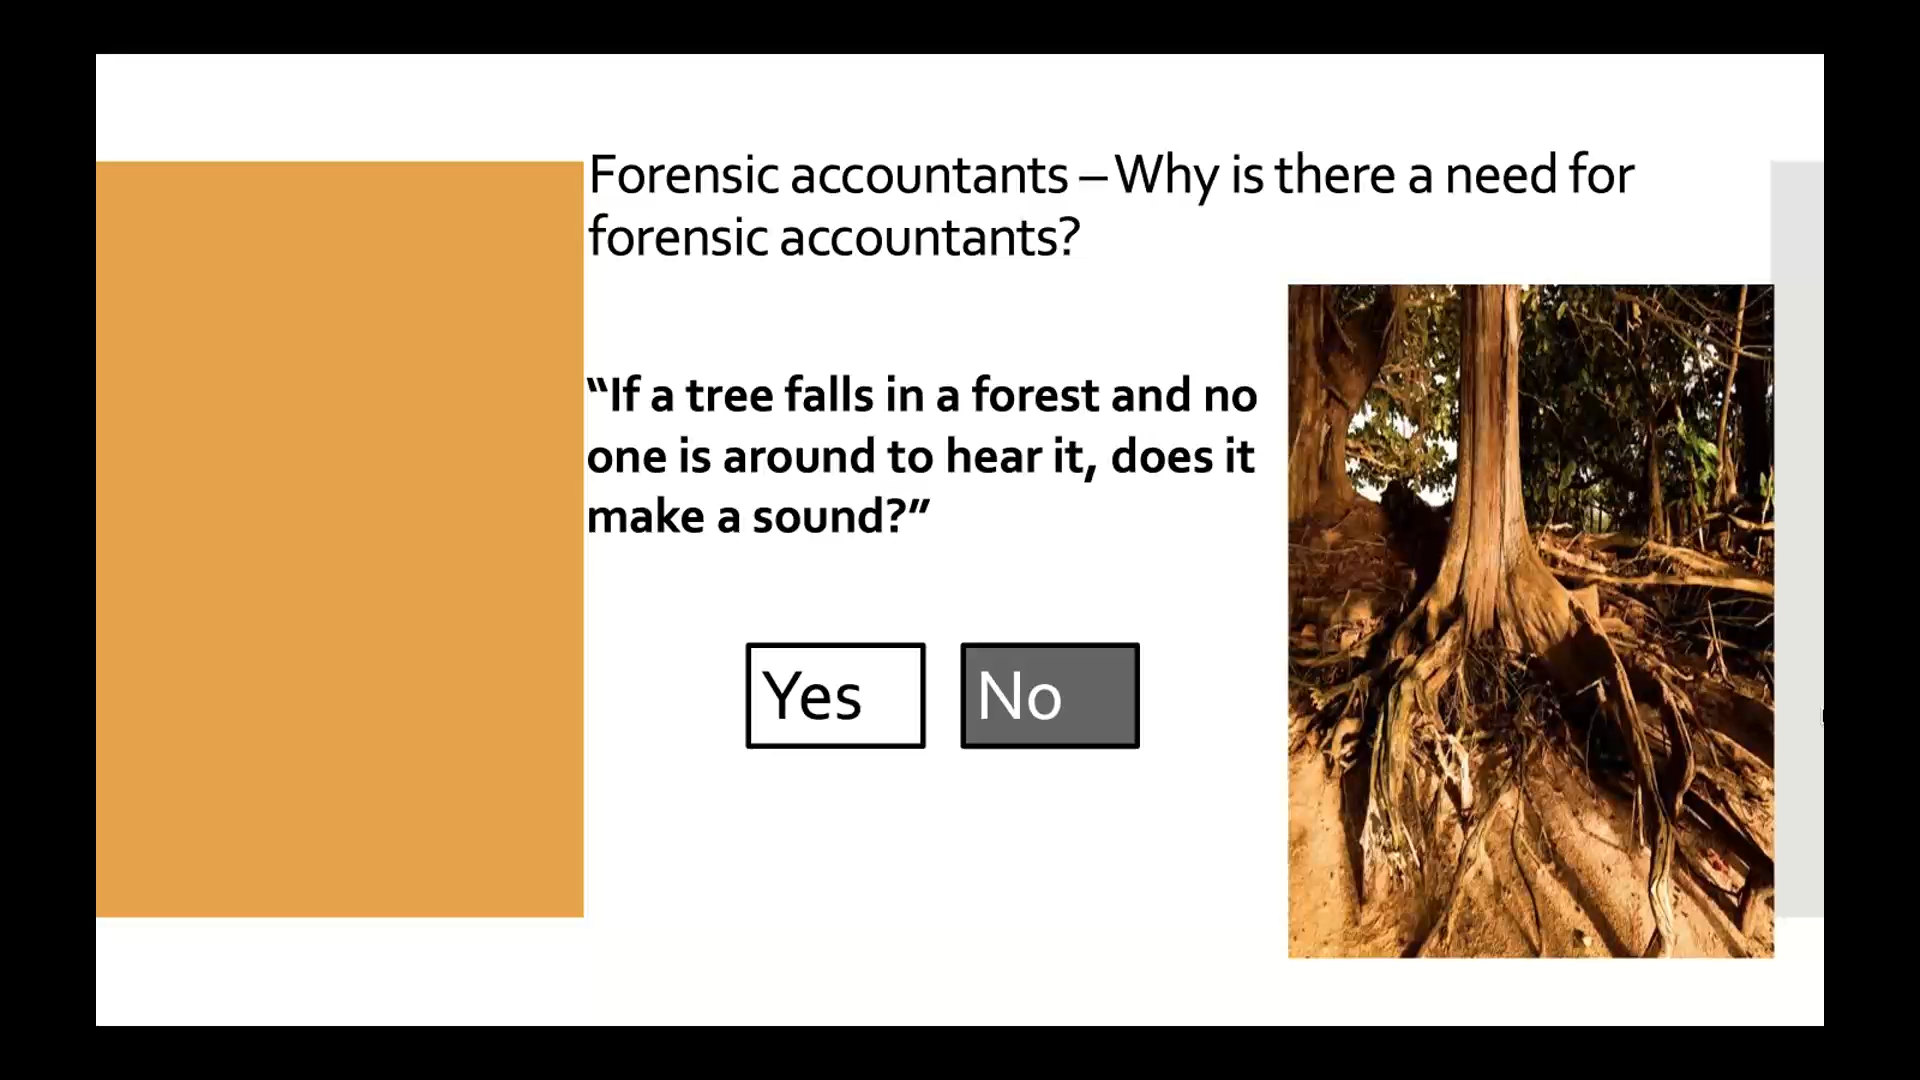 Forensic accountants – Why is there a need for
forensic accountants?
“If a tree falls in a forest and no
one is around to hear it, does it
make a sound?”
Yes
No